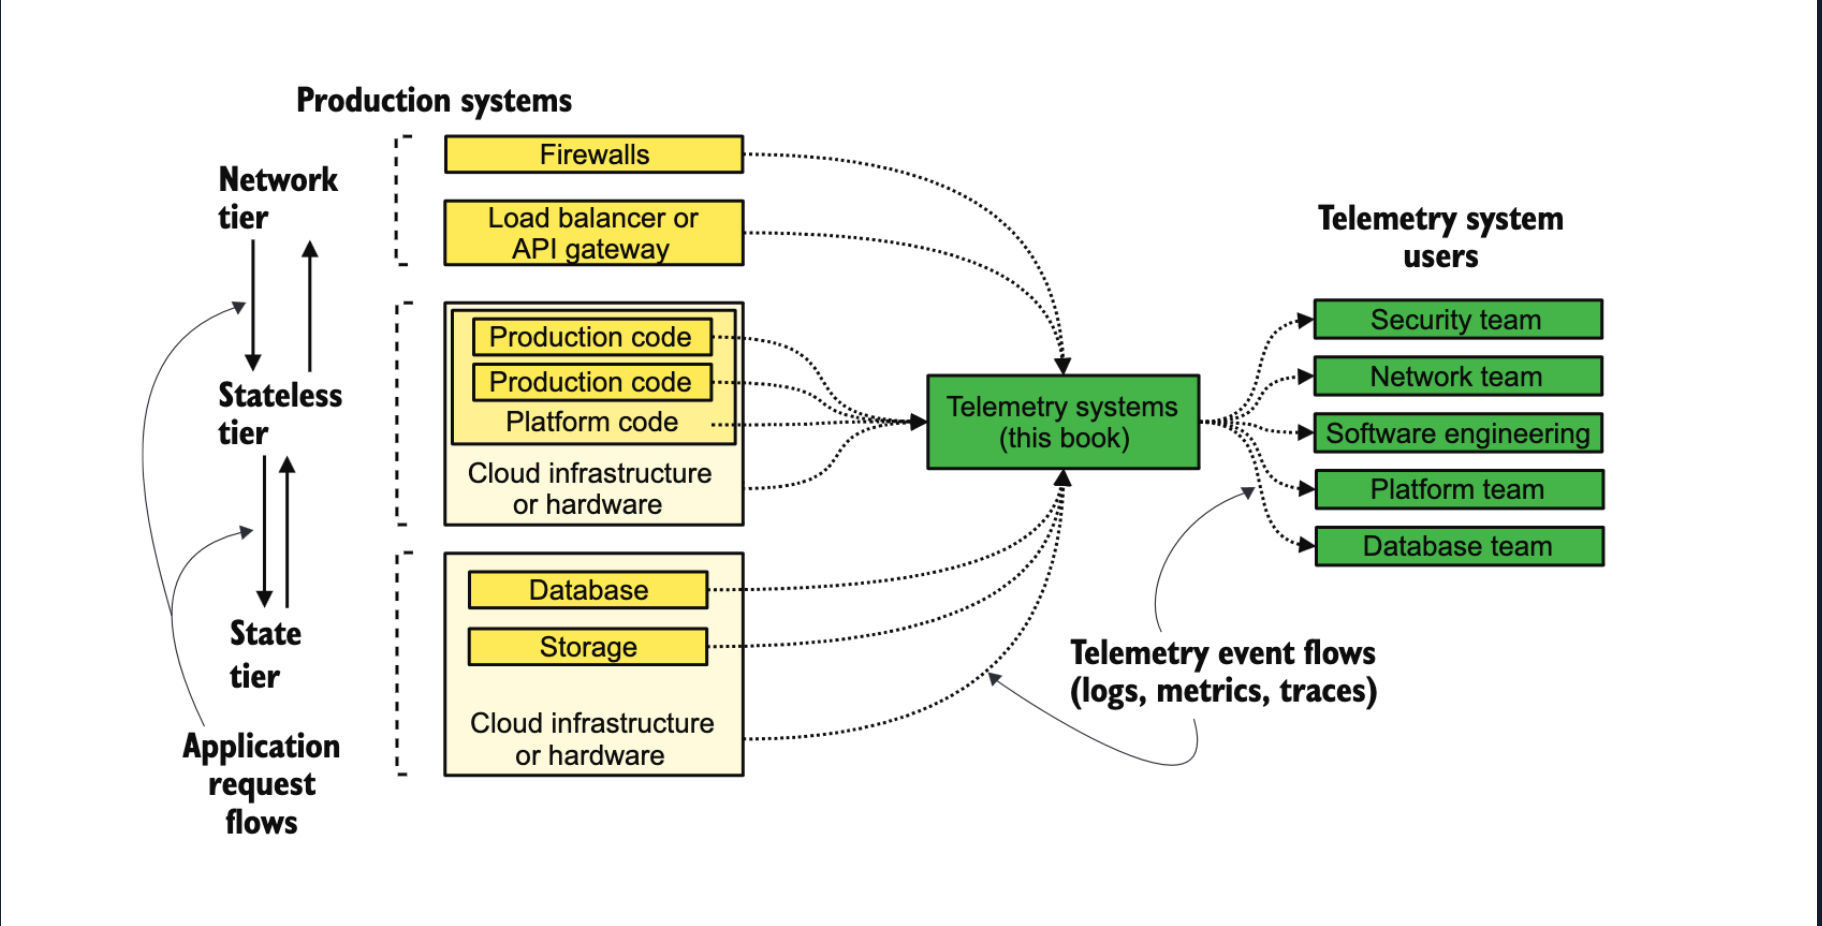 Production systems
Network
tier
Stateless
tier
State
tier
Application
request
flows
Firewalls
Load balancer or
API gateway
Production code
Production code
Platform code
Cloud infrastructure
or hardware
Database
Storage
Cloud infrastructure
or hardware
Telemetry systems
(this book)
Telemetry event flows
(logs, metrics, traces)
Telemetry system
users
Security team
Network team
Software engineering
Platform team
Database team